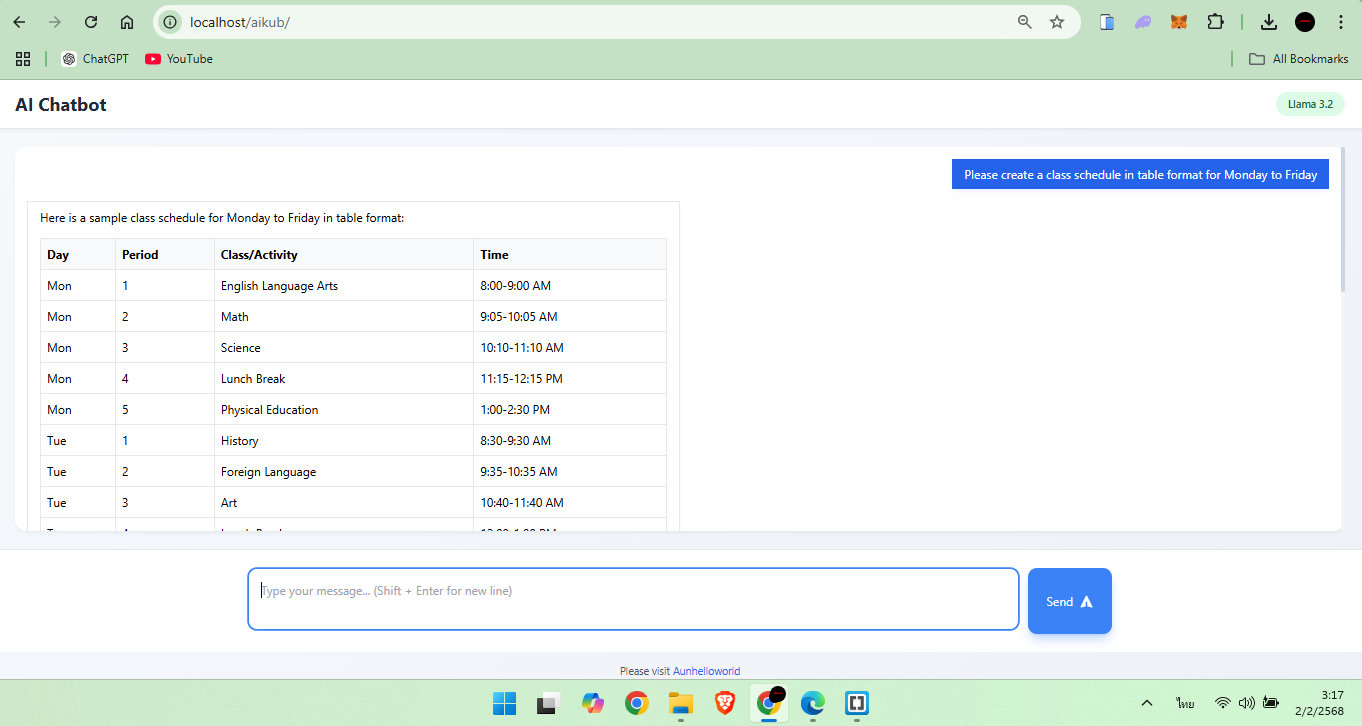 localhost/aikub/
ChatGPT
YouTube
All Bookmarks
AI Chatbot
Llama 3.2
Please create a class schedule in table format for Monday to Friday
Here is a sample class schedule for Monday to Friday in table format:
Day Period Class/Activity Time
Mon 1 English Language Arts 8:00-9:00 AM
Mon 2 Math 9:05-10:05 AM
Mon 3 Science 10:10-11:10 AM
Mon 4 Lunch Break 11:15-12:15 PM
Mon 5 Physical Education 1:00-2:30 PM
Tue 1 History 8:30-9:30 AM
Tue 2 Foreign Language 9:35-10:35 AM
Tue 3 Art 10:40-11:40 AM
Type your message... (Shift + Enter for new line)
Send
Please visit Aunhelloworld
ไทย
3:17
2/2/2568